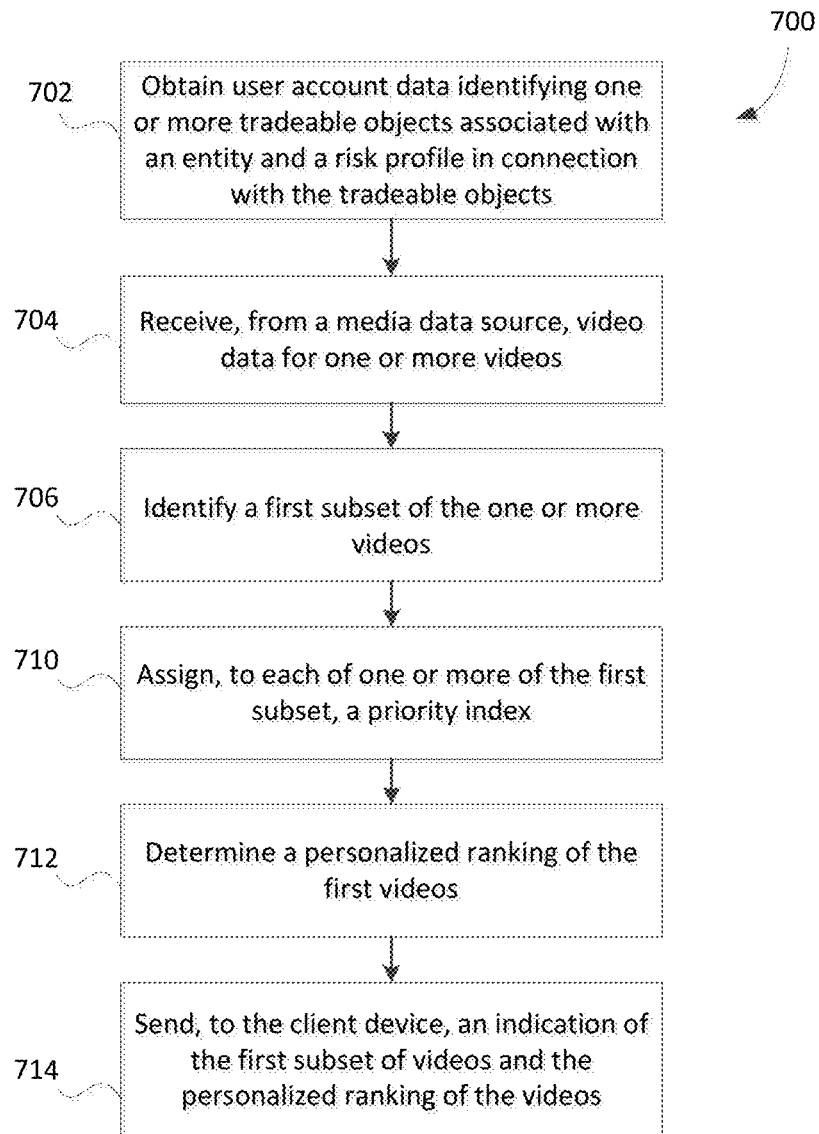 700
702
Obtain user account data identifying one
or more tradeable objects associated with
an entity and a risk profile in connection
with the tradeable objects
704
Receive, from a media data source, video
data for one or more videos
706
Identify a first subset of the one or more
videos
710
Assign, to each of one or more of the first
subset, a priority index
712
Determine a personalized ranking of the
first videos
714
Send, to the client device, an indication of
the first subset of videos and the
personalized ranking of the videos